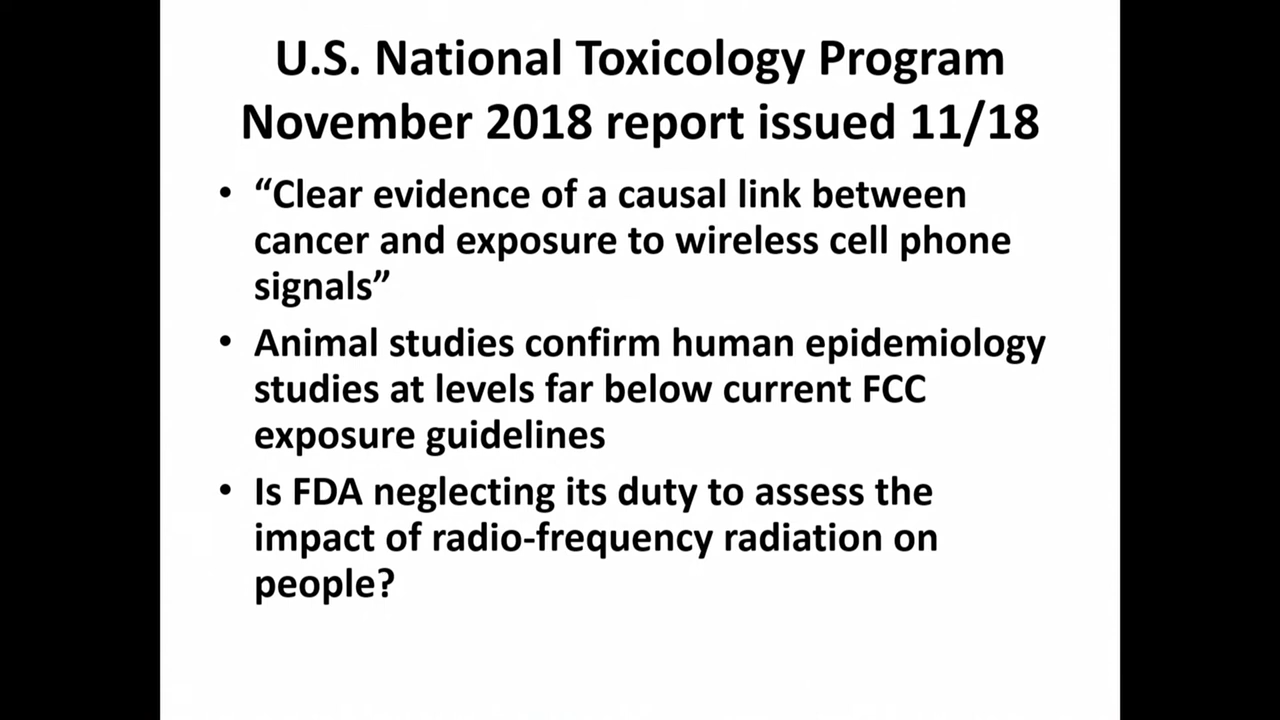 U.S. National Toxicology Program
November 2018 report issued 11/18
• “Clear evidence of a causal link between
cancer and exposure to wireless cell phone
signals”
• Animal studies confirm human epidemiology
studies at levels far below current FCC
exposure guidelines
• Is FDA neglecting its duty to assess the
impact of radio-frequency radiation on
people?